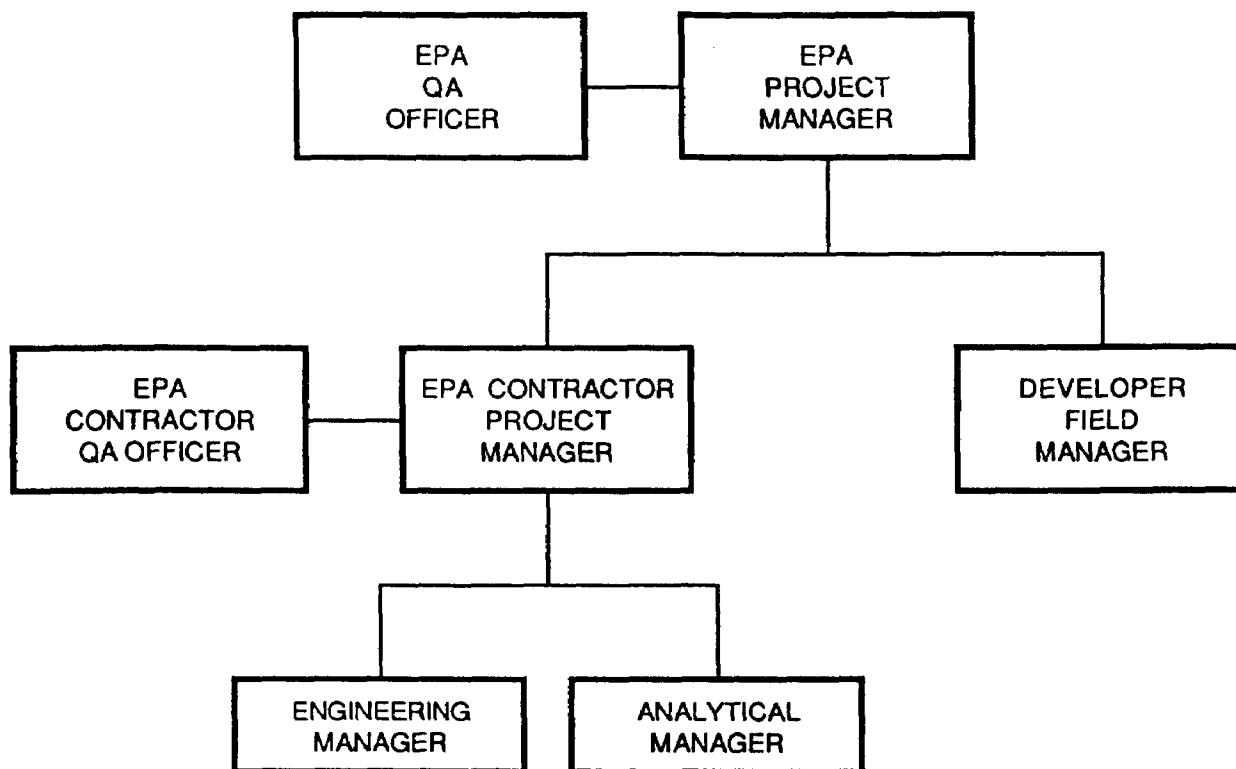 EPA
QA
OFFICER
EPA
PROJECT
MANAGER
EPA
CONTRACTOR
QA OFFICER
EPA CONTRACTOR
PROJECT
MANAGER
DEVELOPER
FIELD
MANAGER
ENGINEERING
MANAGER
ANALYTICAL
MANAGER